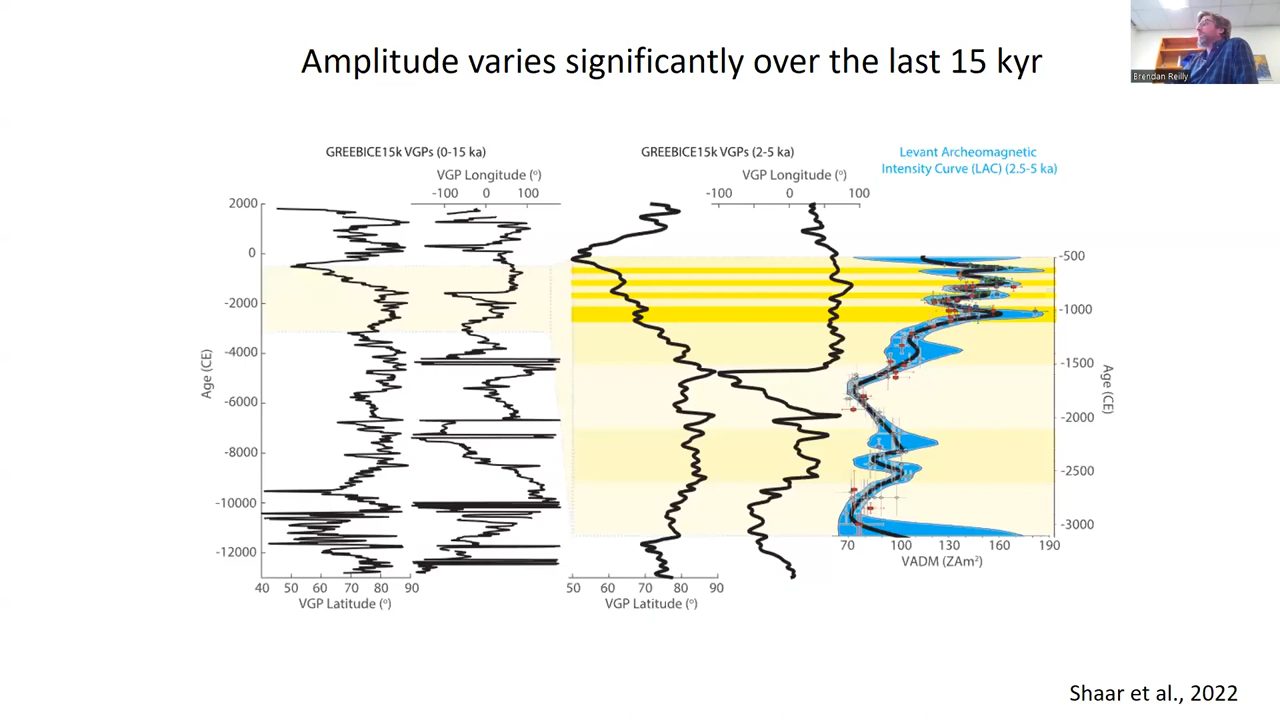 Amplitude varies significantly over the last 15 kyr
Brendan Reilly
GREEBICE15k VGPs (0-15 ka)
VGP Longitude (°)
-100 0 100
GREEBICE15k VGPs (2-5 ka)
VGP Longitude (°)
-100 0 100
Levant Archeomagnetic
Intensity Curve (LAC) (2.5-5 ka)
Age (CE)
2000
0
-2000
-4000
-6000
-8000
-10000
-12000
40 50 60 70 80 90
VGP Latitude (°)
50 60 70 80 90
VGP Latitude (°)
-500
-1000
-1500
-2000
-2500
-3000
Age (CE)
70 100 130 160 190
VADM (ZAm²)
Shaar et al., 2022